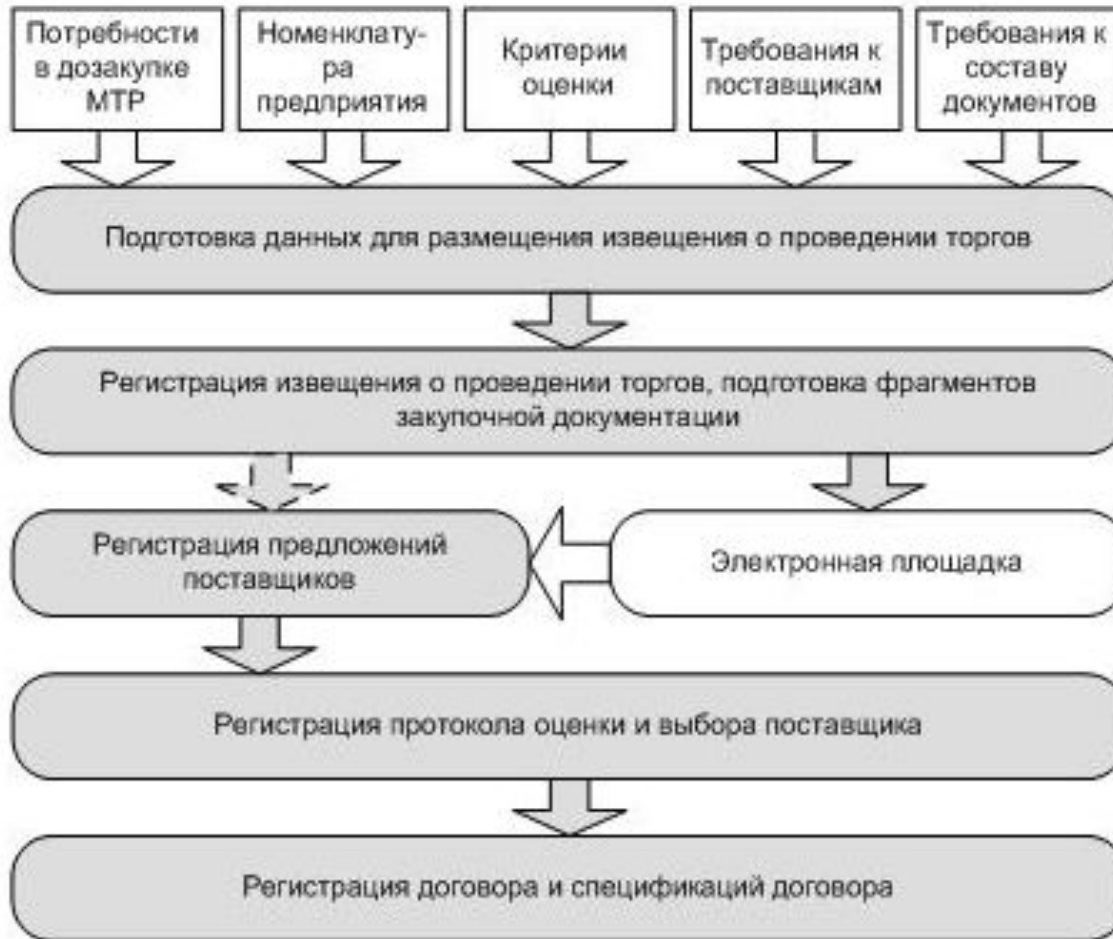 Потребности
в дозакупке
МТР
Номенклату-
ра
предприятия
Критерии
оценки
Требования к
поставщикам
Требования к
составу
документов
Подготовка данных для размещения извещения о проведении торгов
Регистрация извещения о проведении торгов, подготовка фрагментов
закупочной документации
Регистрация предложений
поставщиков
Электронная площадка
Регистрация протокола оценки и выбора поставщика
Регистрация договора и спецификаций договора